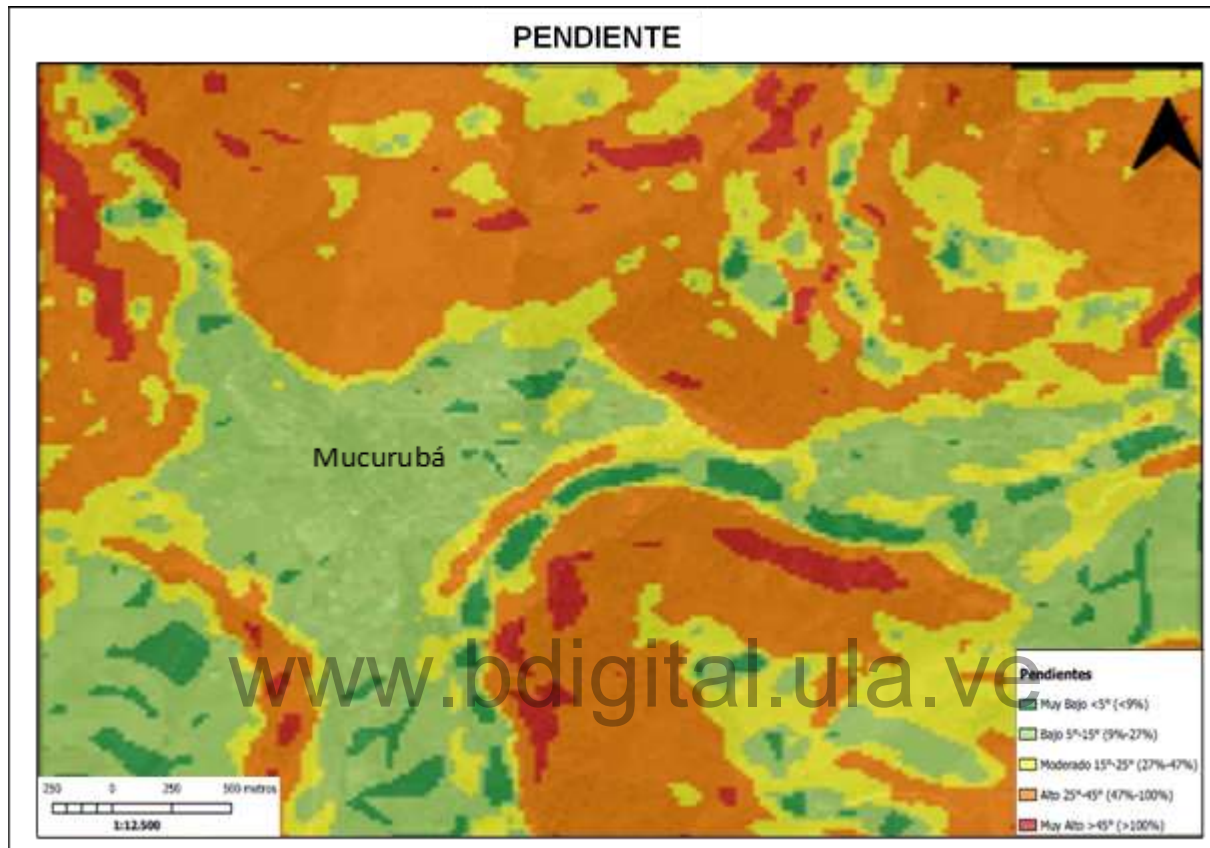 PENDIENTE
Mucurubá
www.bdigital.ula.ve
Pendientes
Muy Bajo <5° (<9%)
Bajo 5°-15° (9%-27%)
Moderado 15°-25° (27%-47%)
Alto 25°-45° (47%-100%)
Muy Alto >45° (>100%)
250 0 250 500 metros
1:12.500